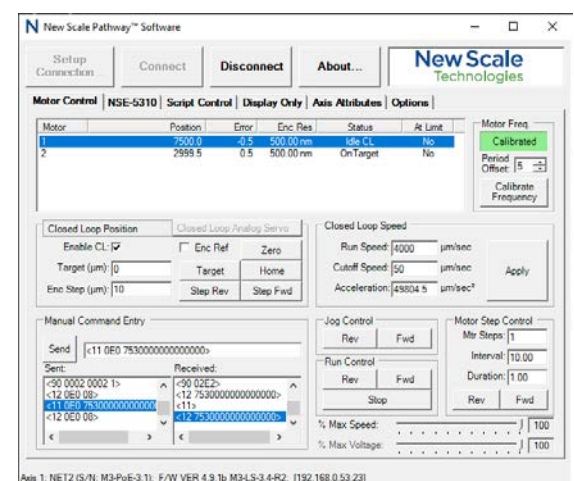 New Scale Pathway™ Software
Setup Connection...
Connect
Disconnect
About...
New Scale Technologies
Motor Control NSE-5310 Script Control Display Only Axis Attributes Options
Motor Position Error Enc Res Status At Limit
1 7500.0 -0.5 500.00 nm Idle CL No
2 2999.5 0.5 500.00 nm On Target No
Motor Freq.
Calibrated
Period Offset: 5
Calibrate Frequency
Closed Loop Position
Closed Loop Analog Servo
Enable CL:
Enc Ref
Zero
Target (µm): 0
Target
Home
Enc Step (µm): 10
Step Rev
Step Fwd
Closed Loop Speed
Run Speed: 4000 µm/sec
Cutoff Speed: 50 µm/sec
Acceleration: 49804.5 µm/sec²
Apply
Manual Command Entry
Send
<11 0E0 7530000000000000>
Sent:
<90 0002 0002 1>
<12 0E0 08>
<11 0E0 753000000000000
<12 0E0 08>
Received:
<90 02E2>
<12 7530000000000000>
<11>
<12 7530000000000000>
Jog Control
Rev
Fwd
Run Control
Rev
Fwd
Stop
Motor Step Control
Mtr Steps: 1
Interval: 10.00
Duration: 1.00
Rev
Fwd
% Max Speed: 100
% Max Voltage: 100
Axis 1: NET2 (S/N: M3-PoE-3.1): F/W VER 4.9.1b M3-LS-3.4-R2: [192.168.0.53.23]